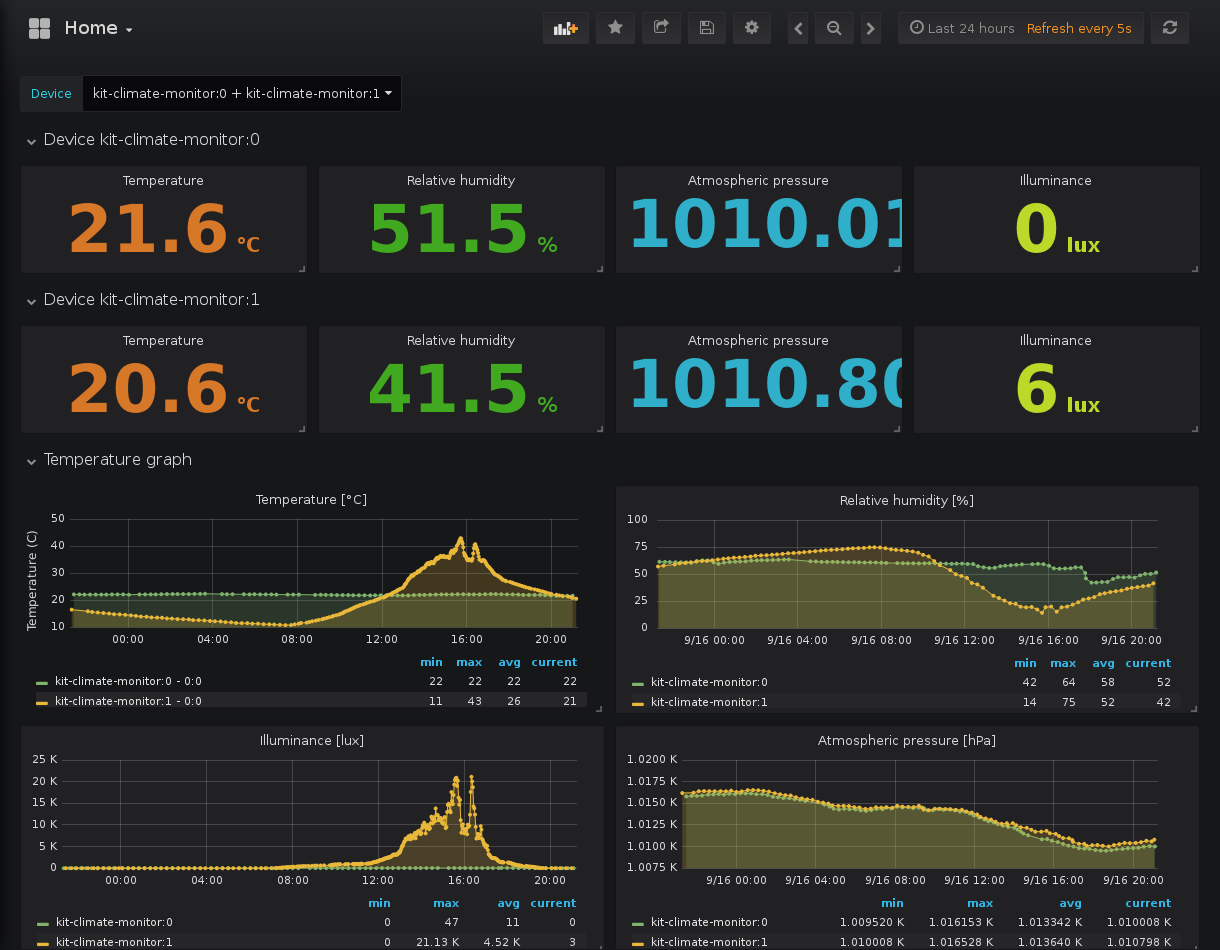 Home
Last 24 hours Refresh every 5s
Device kit-climate-monitor:0 + kit-climate-monitor:1
Device kit-climate-monitor:0
Temperature Relative humidity Atmospheric pressure Illuminance
21.6 °C 51.5 % 1010.01 0 lux
Device kit-climate-monitor:1
Temperature Relative humidity Atmospheric pressure Illuminance
20.6 °C 41.5 % 1010.80 6 lux
Temperature graph
Temperature [°C]
Temperature (C)
50
40
30
20
10
00:00 04:00 08:00 12:00 16:00 20:00
min max avg current
kit-climate-monitor:0 - 0:0 22 22 22 22
kit-climate-monitor:1 - 0:0 11 43 26 21
Relative humidity [%]
100
75
50
25
0
9/16 00:00 9/16 04:00 9/16 08:00 9/16 12:00 9/16 16:00 9/16 20:00
min max avg current
kit-climate-monitor:0 42 64 58 52
kit-climate-monitor:1 14 75 52 42
Illuminance [lux]
25 K
20 K
15 K
10 K
5 K
0
00:00 04:00 08:00 12:00 16:00 20:00
min max avg current
kit-climate-monitor:0 0 47 11 0
kit-climate-monitor:1 0 21.13 K 4.52 K 3
Atmospheric pressure [hPa]
1.0200 K
1.0175 K
1.0150 K
1.0125 K
1.0100 K
1.0075 K
9/16 00:00 9/16 04:00 9/16 08:00 9/16 12:00 9/16 16:00 9/16 20:00
min max avg current
kit-climate-monitor:0 1.009520 K 1.016153 K 1.013342 K 1.010008 K
kit-climate-monitor:1 1.010008 K 1.016528 K 1.013640 K 1.010798 K